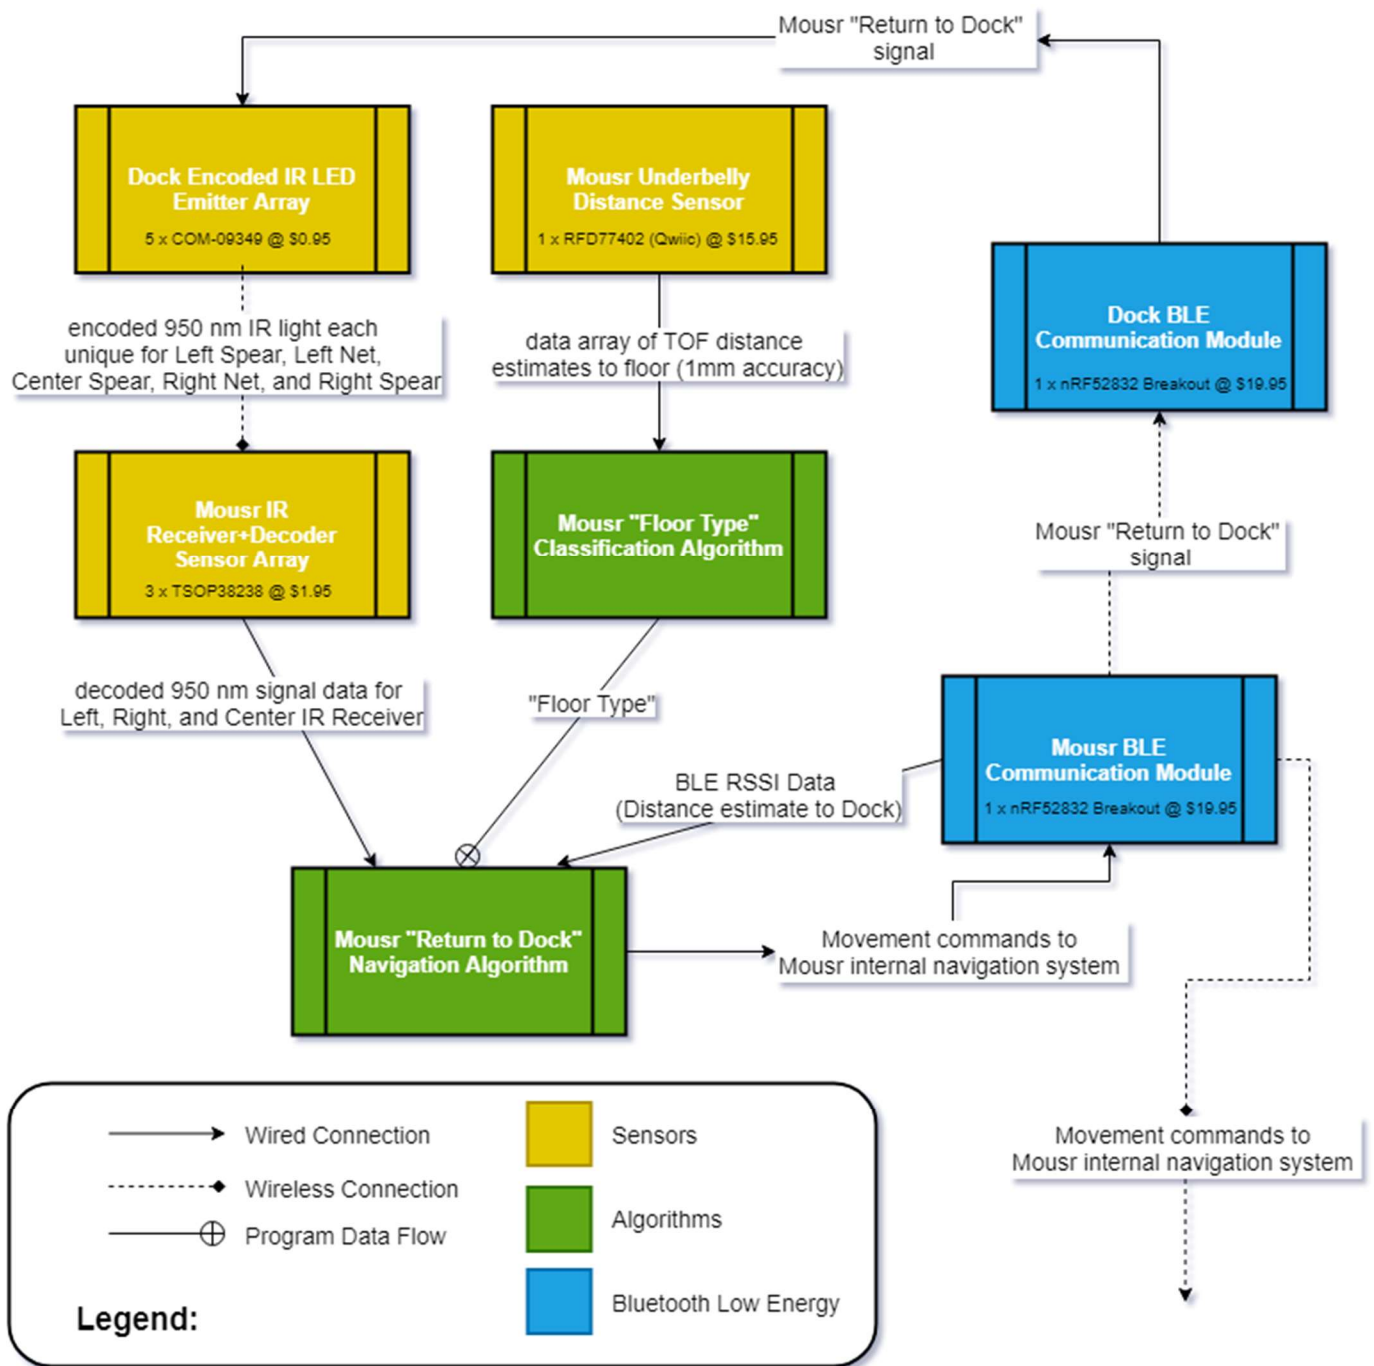 Mousr "Return to Dock"
signal
Dock Encoded IR LED
Emitter Array
5 x COM-09349 @ $0.95
Mousr Underbelly
Distance Sensor
1 x RFD77402 (Qwiic) @ $15.95
Dock BLE
Communication Module
1 x nRF52832 Breakout @ $19.95
encoded 950 nm IR light each
unique for Left Spear, Left Net,
Center Spear, Right Net, and Right Spear
data array of TOF distance
estimates to floor (1mm accuracy)
Mousr IR
Receiver+Decoder
Sensor Array
3 x TSOP38238 @ $1.95
Mousr "Floor Type"
Classification Algorithm
Mousr "Return to Dock"
signal
decoded 950 nm signal data for
Left, Right, and Center IR Receiver
"Floor Type"
BLE RSSI Data
(Distance estimate to Dock)
Mousr BLE
Communication Module
1 x nRF52832 Breakout @ $19.95
Mousr "Return to Dock"
Navigation Algorithm
Movement commands to
Mousr internal navigation system
Movement commands to
Mousr internal navigation system
Wired Connection
Wireless Connection
Program Data Flow
Legend:
Sensors
Algorithms
Bluetooth Low Energy